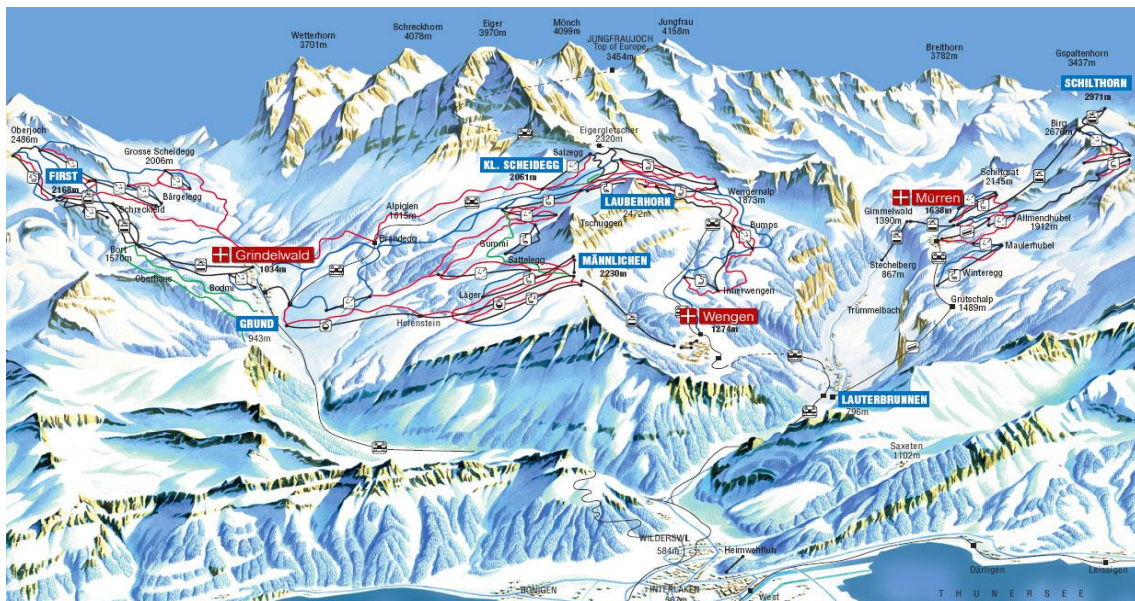 Wetterhorn
3701m
Schreckhorn
4078m
Eiger
3970m
Mönch
4099m
JUNGFRAUJOCH
Top of Europe
3454m
Jungfrau
4158m
Breithorn
3782m
Gspaltenhorn
3437m
SCHILTHORN
2971m
Oberjoch
2486m
Grosse Scheidegg
2006m
FIRST
2168m
Bärgelegg
Schreckfeld
Bort
1570m
Oberhaus
Bodmi
Grindelwald
1034m
GRUND
943m
Alpiglen
1615m
Brandegg
Eigergletscher
2320m
Salzegg
KL. SCHEIDEGG
2061m
LAUBERHORN
2472m
Wengernalp
1873m
Bumps
Tschuggen
Gummi
Sattelegg
MÄNNLICHEN
2230m
Läger
Holenstein
Innerwengen
Wengen
1274m
Birg
2676m
Schiltgrat
2145m
Mürren
1638m
Gimmelwald
1390m
Allmendhubel
1912m
Maulerhubel
Stechelberg
867m
Winteregg
Trümmelbach
Grütschalp
1489m
LAUTERBRUNNEN
796m
Saxeten
1102m
WILDERSWIL
584m
Heimwehfluh
BÖNIGEN
INTERLAKEN
567m
West
Därligen
Leissigen
THUNERSEE